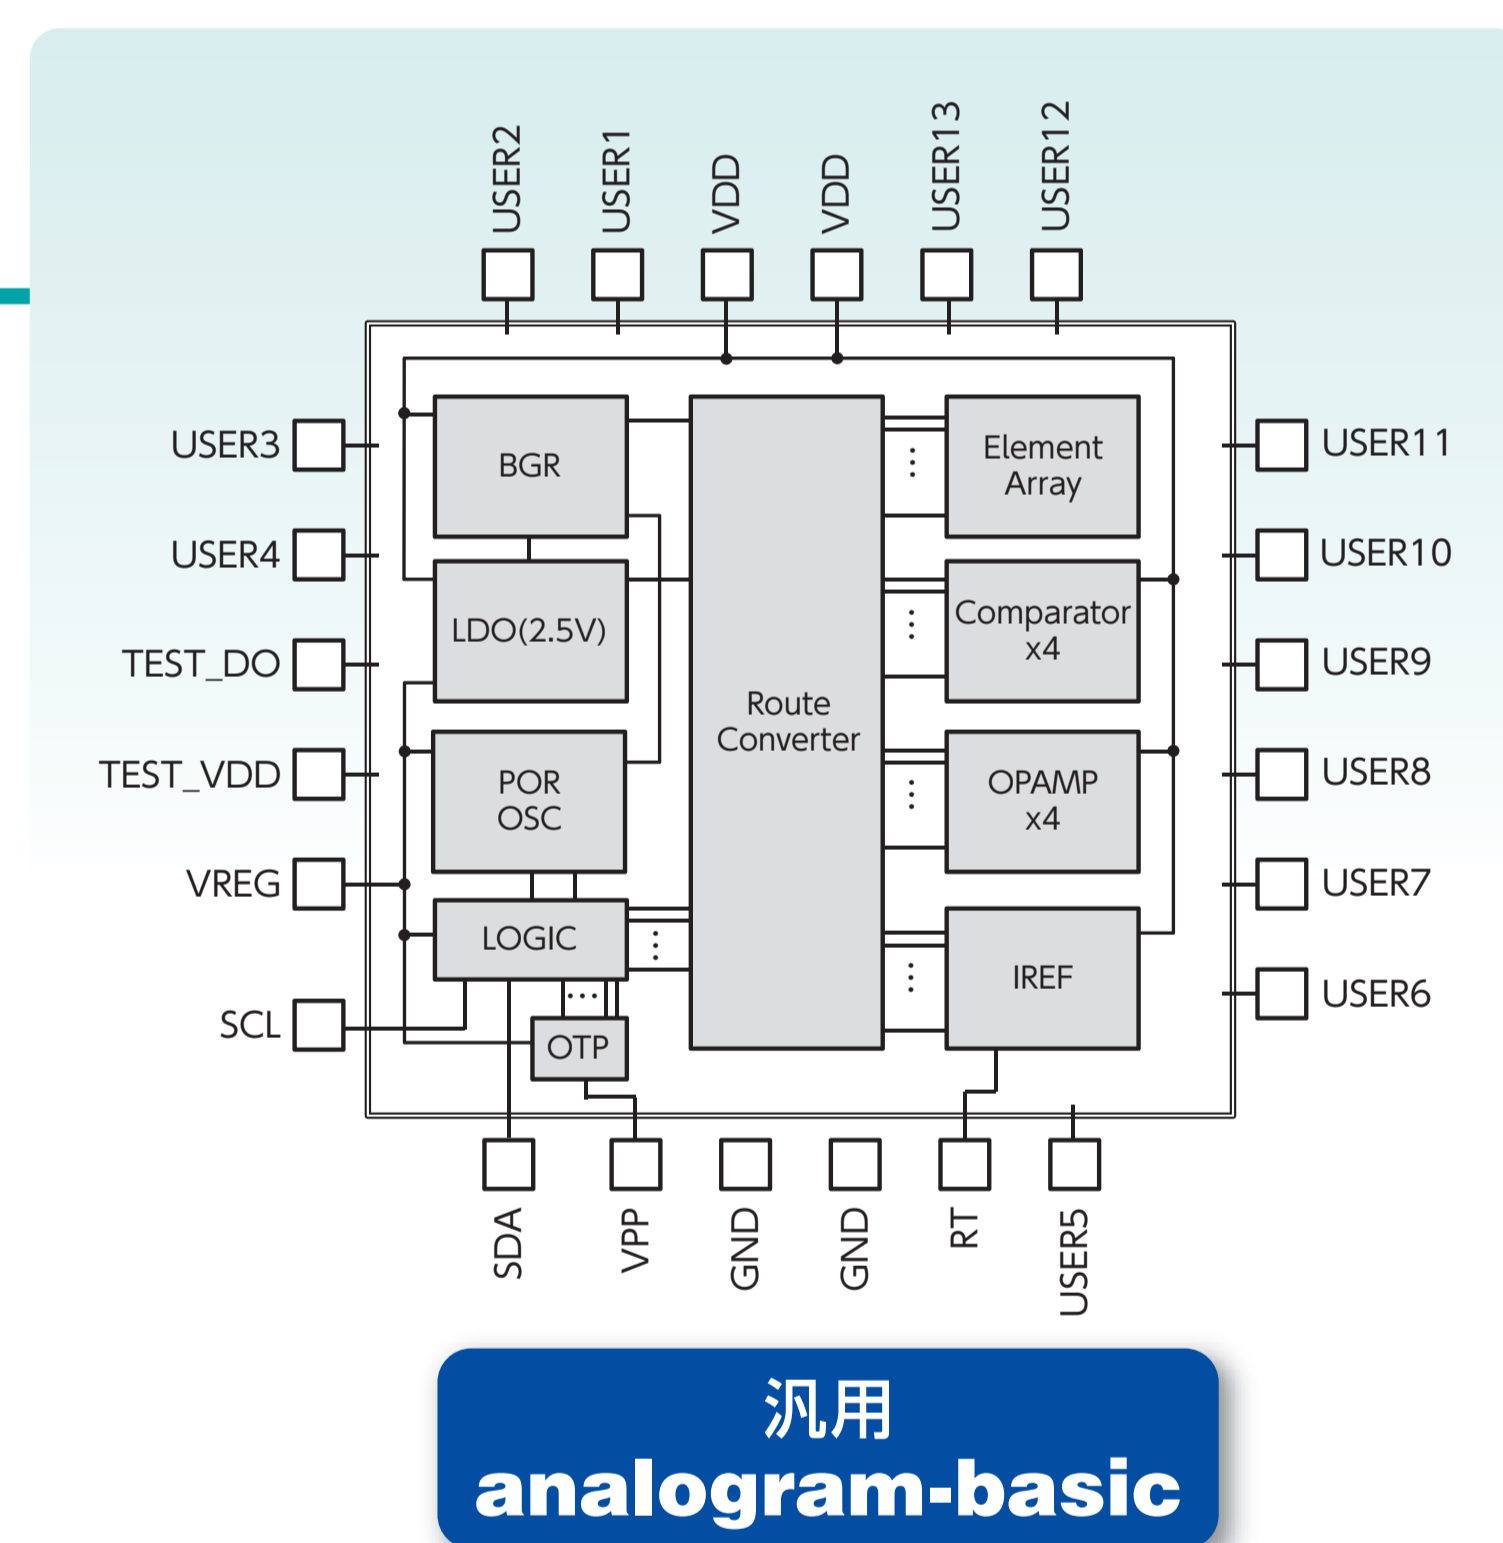 USER2
USER1
VDD
VDD
USER13
USER12
USER3
USER4
TEST_DO
TEST_VDD
VREG
SCL
BGR
LDO(2.5V)
POR
OSC
LOGIC
OTP
Route
Converter
Element
Array
Comparator
x4
OPAMP
x4
IREF
USER11
USER10
USER9
USER8
USER7
USER6
SDA
VPP
GND
GND
RT
USER5
汎用
analogram-basic